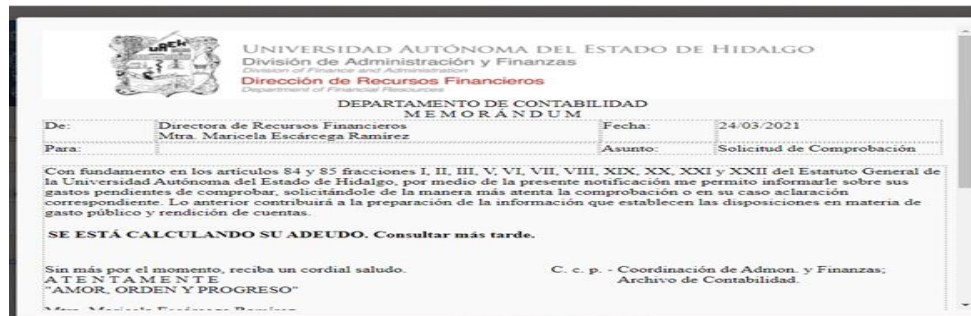 UAEH
UNIVERSIDAD AUTÓNOMA DEL ESTADO DE HIDALGO
División de Administración y Finanzas
Division of Finance and Administration
Dirección de Recursos Financieros
Department of Financial Resources
DEPARTAMENTO DE CONTABILIDAD
MEMORÁNDUM
De: Directora de Recursos Financieros Fecha: 24/03/2021
Mtra. Maricela Escárcega Ramírez
Para: Asunto: Solicitud de Comprobación
Con fundamento en los artículos 84 y 85 fracciones I, II, III, V, VI, VII, VIII, XIX, XX, XXI y XXII del Estatuto General de
la Universidad Autónoma del Estado de Hidalgo, por medio de la presente notificación me permito informarle sobre sus
gastos pendientes de comprobar, solicitándole de la manera más atenta la comprobación o en su caso aclaración
correspondiente. Lo anterior contribuirá a la preparación de la información que establecen las disposiciones en materia de
gasto público y rendición de cuentas.
SE ESTÁ CALCULANDO SU ADEUDO. Consultar más tarde.
Sin más por el momento, reciba un cordial saludo. C. c. p. - Coordinación de Admon. y Finanzas;
ATENTAMENTE Archivo de Contabilidad.
"AMOR, ORDEN Y PROGRESO"
Mtra. Maricela Escárcega Ramírez